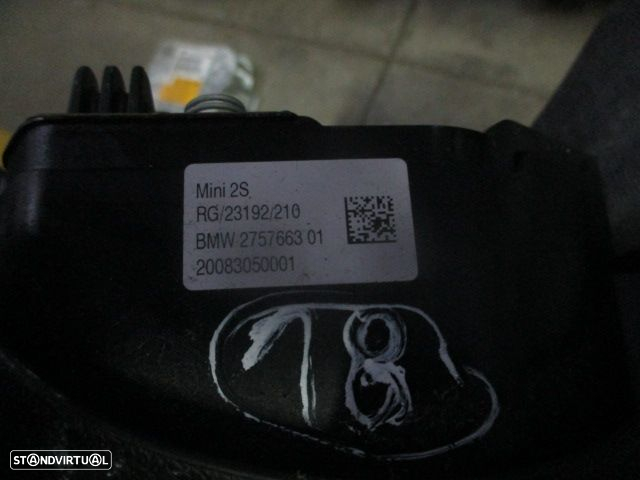 Mini 2S
RG/23192/210
BMW 2757663 01
20083050001
18
STANDVIRTUAL